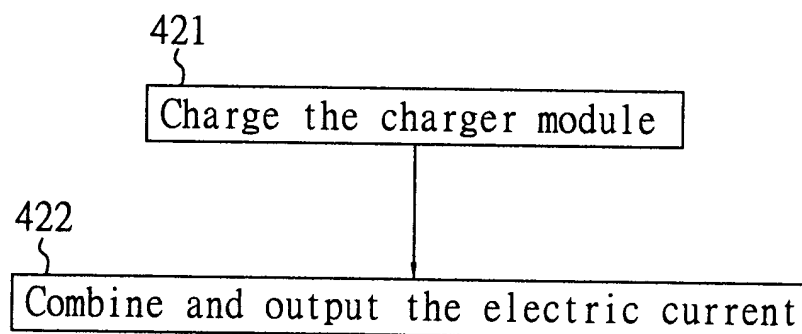 421
Charge the charger module
422
Combine and output the electric current